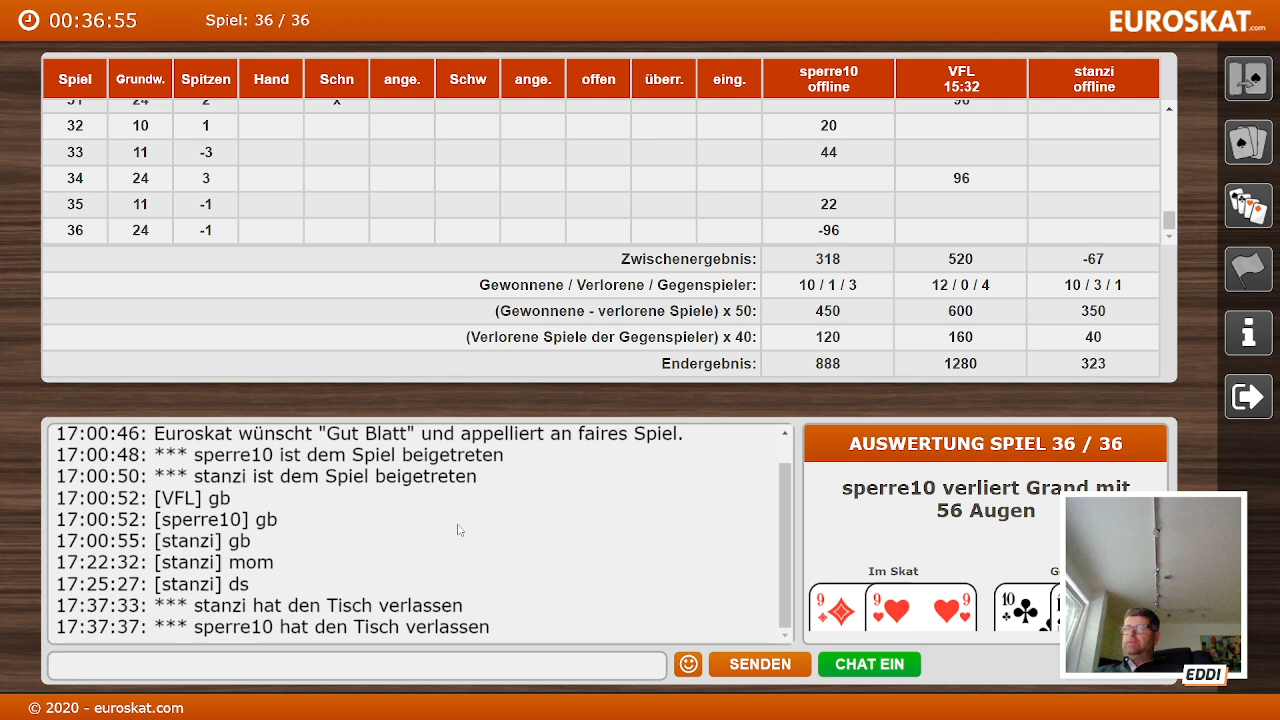 00:36:55 Spiel: 36 / 36 EUROSKAT.com
Spiel Grundw. Spitzen Hand Schn ange. Schw ange. offen überr. eing. sperre10 offline VFL 15:32 stanzi offline
31 24 2 x 96
32 10 1 20
33 11 -3 44
34 24 3 96
35 11 -1 22
36 24 -1 -96
Zwischenergebnis: 318 520 -67
Gewonnene / Verlorene / Gegenspieler: 10 / 1 / 3 12 / 0 / 4 10 / 3 / 1
(Gewonnene - verlorene Spiele) x 50: 450 600 350
(Verlorene Spiele der Gegenspieler) x 40: 120 160 40
Endergebnis: 888 1280 323
17:00:46: Euroskat wünscht "Gut Blatt" und appelliert an faires Spiel.
17:00:48: *** sperre10 ist dem Spiel beigetreten
17:00:50: *** stanzi ist dem Spiel beigetreten
17:00:52: [VFL] gb
17:00:52: [sperre10] gb
17:00:55: [stanzi] gb
17:22:32: [stanzi] mom
17:25:27: [stanzi] ds
17:37:33: *** stanzi hat den Tisch verlassen
17:37:37: *** sperre10 hat den Tisch verlassen
SENDEN
CHAT EIN
AUSWERTUNG SPIEL 36 / 36
sperre10 verliert Grand mit
56 Augen
Im Skat
9 9 9 10
EDDI
© 2020 - euroskat.com